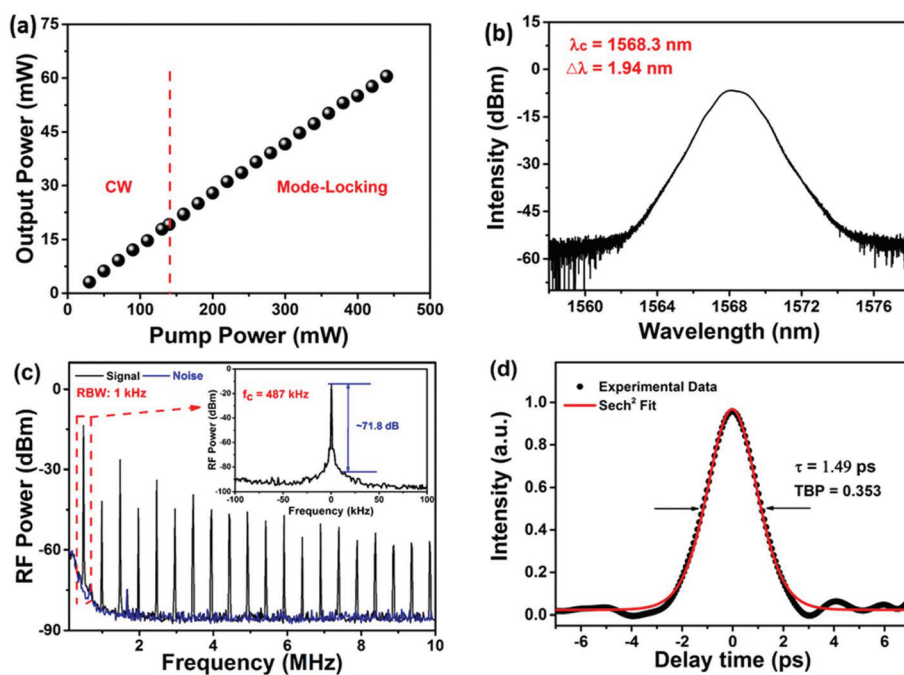 (a)
Output Power (mW)
60
45
30
15
0
CW
Mode-Locking
0 100 200 300 400 500
Pump Power (mW)
(b)
Intensity (dBm)
15
0
-15
-30
-45
-60
λc = 1568.3 nm
△λ = 1.94 nm
1560 1564 1568 1572 1576
Wavelength (nm)
(c)
RF Power (dBm)
0
-30
-60
-90
Signal Noise
RBW: 1 kHz
RF Power (dBm)
0
-20
-40
-60
-80
-100
fc = 487 kHz
~71.8 dB
-100 -50 0 50 100
Frequency (kHz)
2 4 6 8 10
Frequency (MHz)
(d)
Intensity (a.u.)
1.0
0.8
0.6
0.4
0.2
0.0
Experimental Data
Sech² Fit
τ = 1.49 ps
TBP = 0.353
-6 -4 -2 0 2 4 6
Delay time (ps)